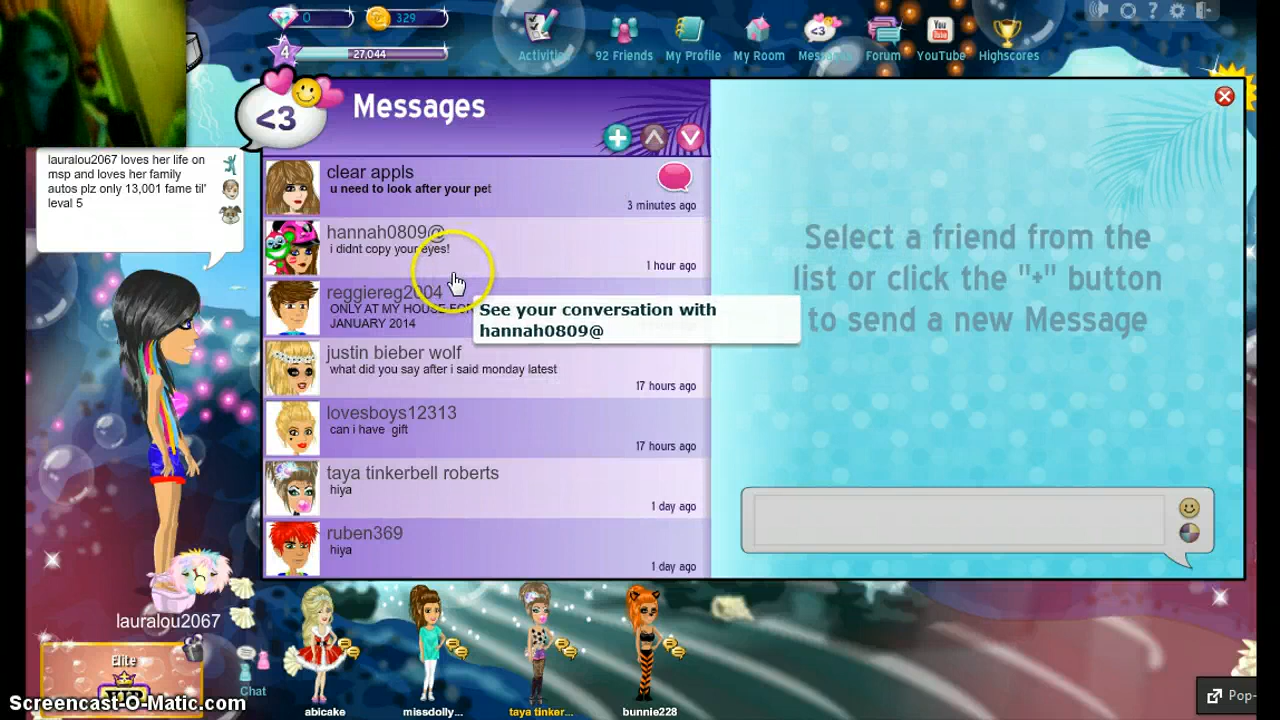 0
329
4
27,044
Activities
92 Friends
My Profile
My Room
<3
Messages
Forum
You
Tube
YouTube
Highscores
<3
Messages
lauralou2067 loves her life on
msp and loves her family
autos plz only 13,001 fame til'
leval 5
clear appls
u need to look after your pet
3 minutes ago
hannah0809@
i didnt copy your eyes!
1 hour ago
reggiereg2004
ONLY AT MY HOUSE FOR
JANUARY 2014
See your conversation with
hannah0809@
justin bieber wolf
what did you say after i said monday latest
17 hours ago
lovesboys12313
can i have gift
17 hours ago
taya tinkerbell roberts
hiya
1 day ago
ruben369
hiya
1 day ago
Select a friend from the
list or click the "+" button
to send a new Message
lauralou2067
Elite
VIP
Chat
abicake
missdolly...
taya tinker...
bunnie228
Pop-
Screencast-O-Matic.com